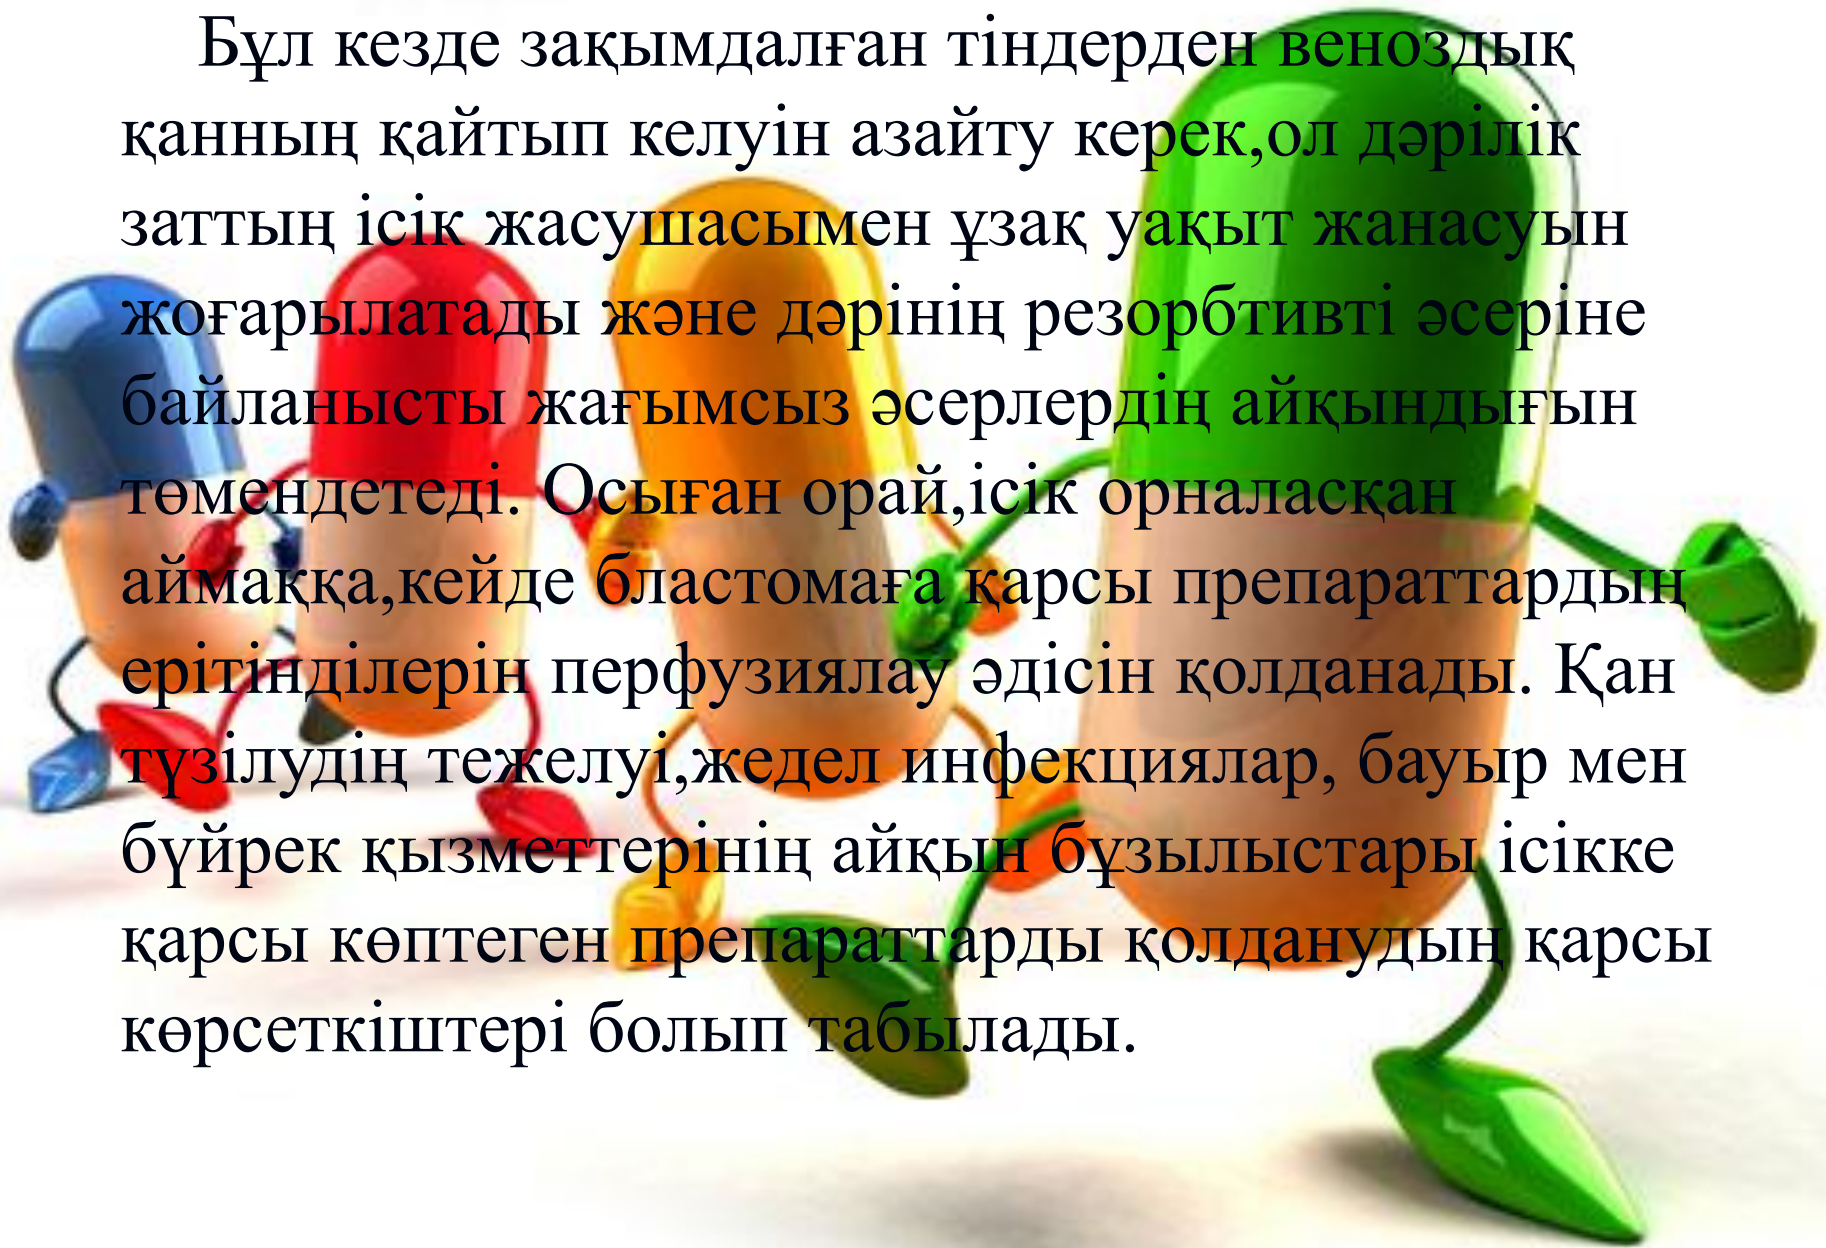 Бұл кезде зақымдалған тіндерден веноздық
қанның қайтып келуін азайту керек,ол дәрілік
заттың ісік жасушасымен ұзақ уақыт жанасуын
жоғарылатады және дәрінің резорбтивті әсеріне
байланысты жағымсыз әсерлердің айқындығын
төмендетеді. Осыған орай,ісік орналасқан
аймаққа,кейде бластомаға қарсы препараттардың
ерітінділерін перфузиялау әдісін қолданады. Қан
түзілудің тежелуі,жедел инфекциялар, бауыр мен
бүйрек қызметтерінің айқын бұзылыстары ісікке
қарсы көптеген препараттарды қолданудың қарсы
көрсеткіштері болып табылады.